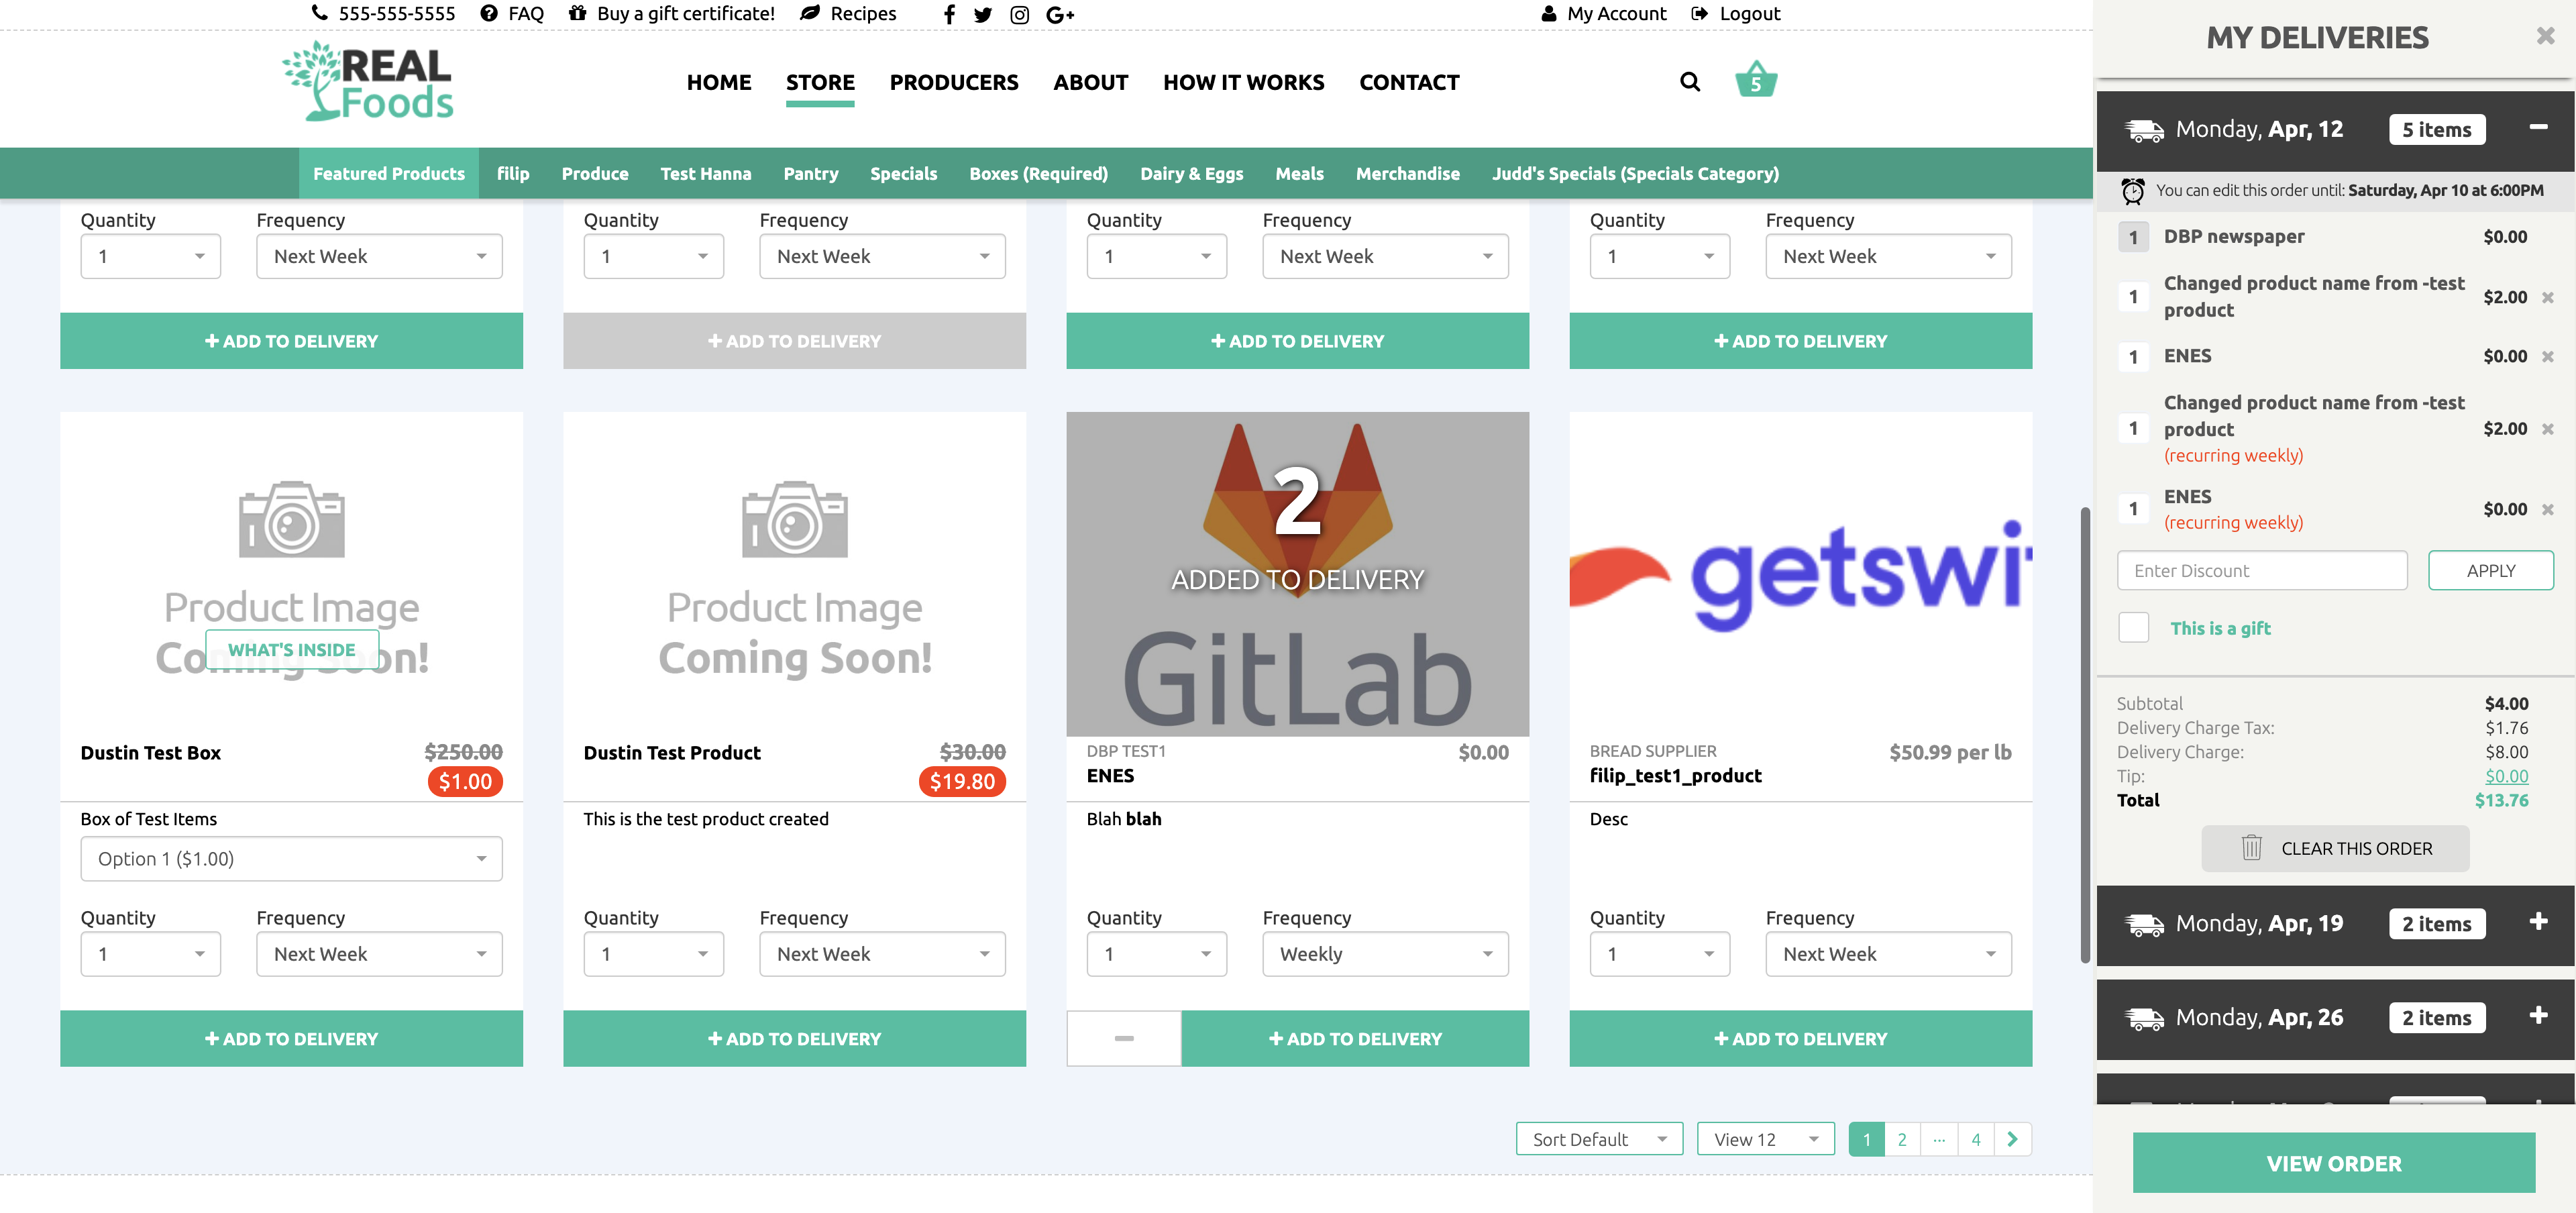 555-555-5555 FAQ Buy a gift certificate! Recipes My Account Logout
REAL
Foods
HOME STORE PRODUCERS ABOUT HOW IT WORKS CONTACT 5
Featured Products filip Produce Test Hanna Pantry Specials Boxes (Required) Dairy & Eggs Meals Merchandise Judd's Specials (Specials Category)
Quantity Frequency Quantity Frequency Quantity Frequency Quantity Frequency
1 Next Week 1 Next Week 1 Next Week 1 Next Week
+ ADD TO DELIVERY + ADD TO DELIVERY + ADD TO DELIVERY + ADD TO DELIVERY
Product Image
Coming Soon!
WHAT'S INSIDE
Dustin Test Box $250.00
$1.00
Box of Test Items
Option 1 ($1.00)
Quantity Frequency
1 Next Week
+ ADD TO DELIVERY
Product Image
Coming Soon!
Dustin Test Product $30.00
$19.80
This is the test product created
Quantity Frequency
1 Next Week
+ ADD TO DELIVERY
2
ADDED TO DELIVERY
GitLab
DBP TEST1 $0.00
ENES
Blah blah
Quantity Frequency
1 Weekly
+ ADD TO DELIVERY
getswi
BREAD SUPPLIER $50.99 per lb
filip_test1_product
Desc
Quantity Frequency
1 Next Week
+ ADD TO DELIVERY
Sort Default View 12 1 2 ... 4
MY DELIVERIES
Monday, Apr, 12 5 items
You can edit this order until: Saturday, Apr 10 at 6:00PM
1 DBP newspaper $0.00
1 Changed product name from -test
product $2.00
1 ENES $0.00
1 Changed product name from -test
product $2.00
(recurring weekly)
1 ENES $0.00
(recurring weekly)
Enter Discount APPLY
This is a gift
Subtotal $4.00
Delivery Charge Tax: $1.76
Delivery Charge: $8.00
Tip: $0.00
Total $13.76
CLEAR THIS ORDER
Monday, Apr, 19 2 items
Monday, Apr, 26 2 items
VIEW ORDER